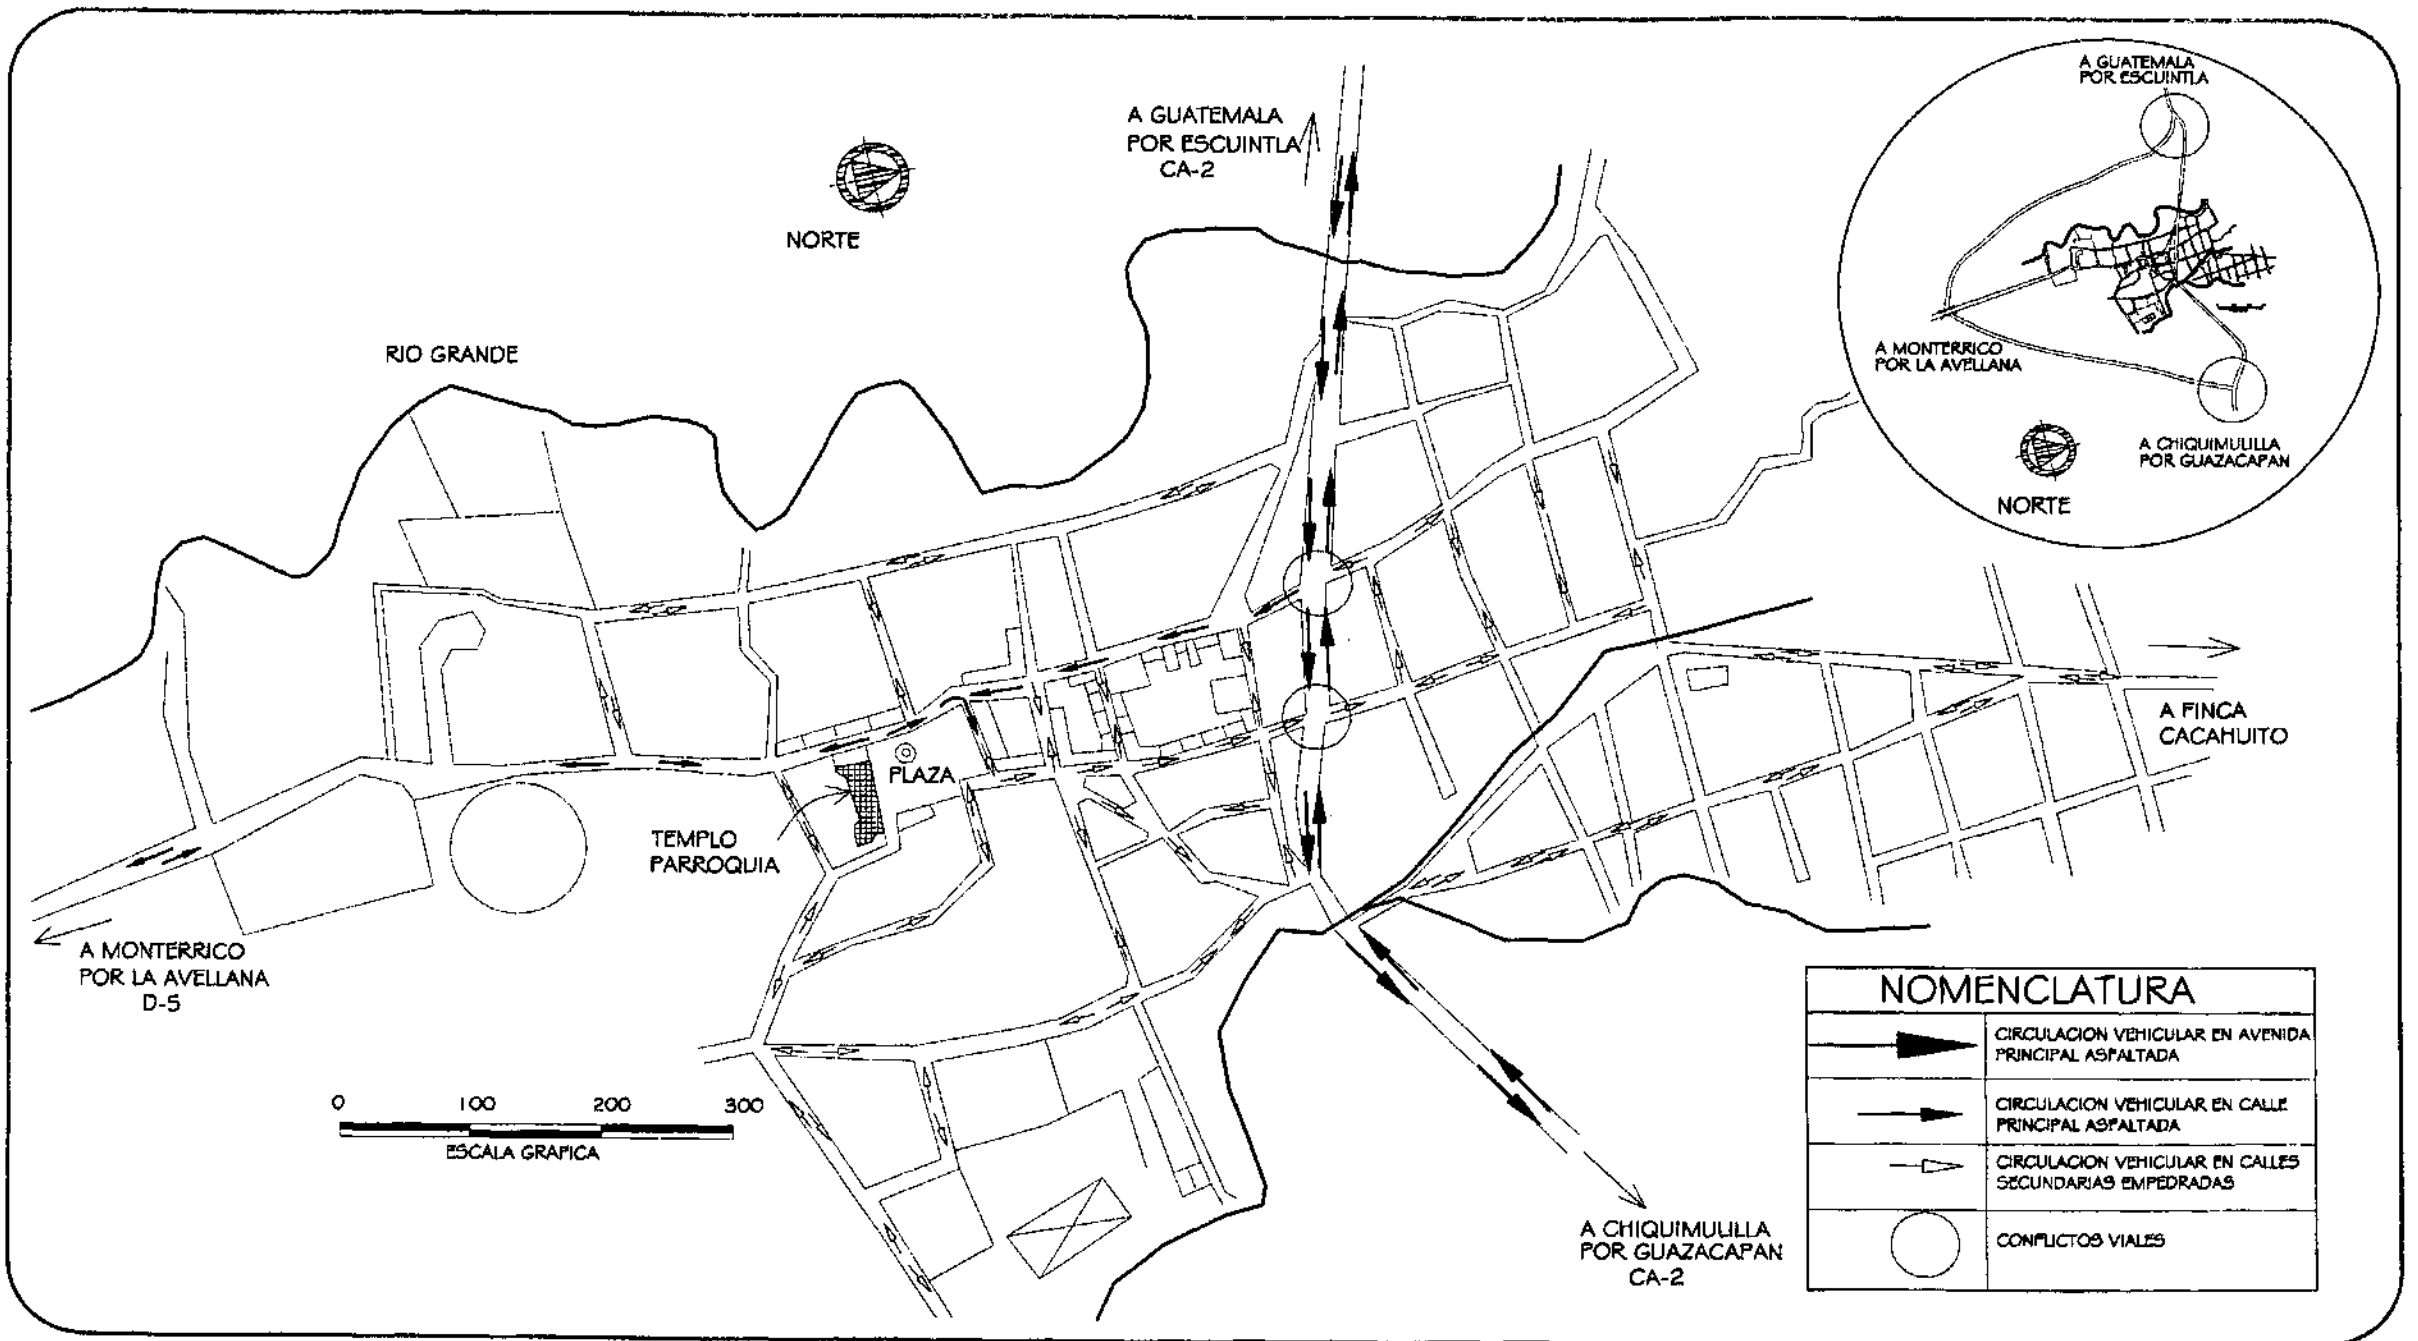 A GUATEMALA
POR ESCUINTLA
CA-2
NORTE
RIO GRANDE
A GUATEMALA
POR ESCUINTLA
A MONTERRICO
POR LA AVELLANA
A CHIQUIMULILLA
POR GUAZACAPAN
NORTE
A FINCA
CACAHUITO
PLAZA
TEMPLO
PARROQUIA
A MONTERRICO
POR LA AVELLANA
D-5
0 100 200 300
ESCALA GRAFICA
A CHIQUIMULILLA
POR GUAZACAPAN
CA-2
NOMENCLATURA
CIRCULACION VEHICULAR EN AVENIDA
PRINCIPAL ASFALTADA
CIRCULACION VEHICULAR EN CALLE
PRINCIPAL ASFALTADA
CIRCULACION VEHICULAR EN CALLES
SECUNDARIAS EMPEDRADAS
CONFLICTOS VIALES